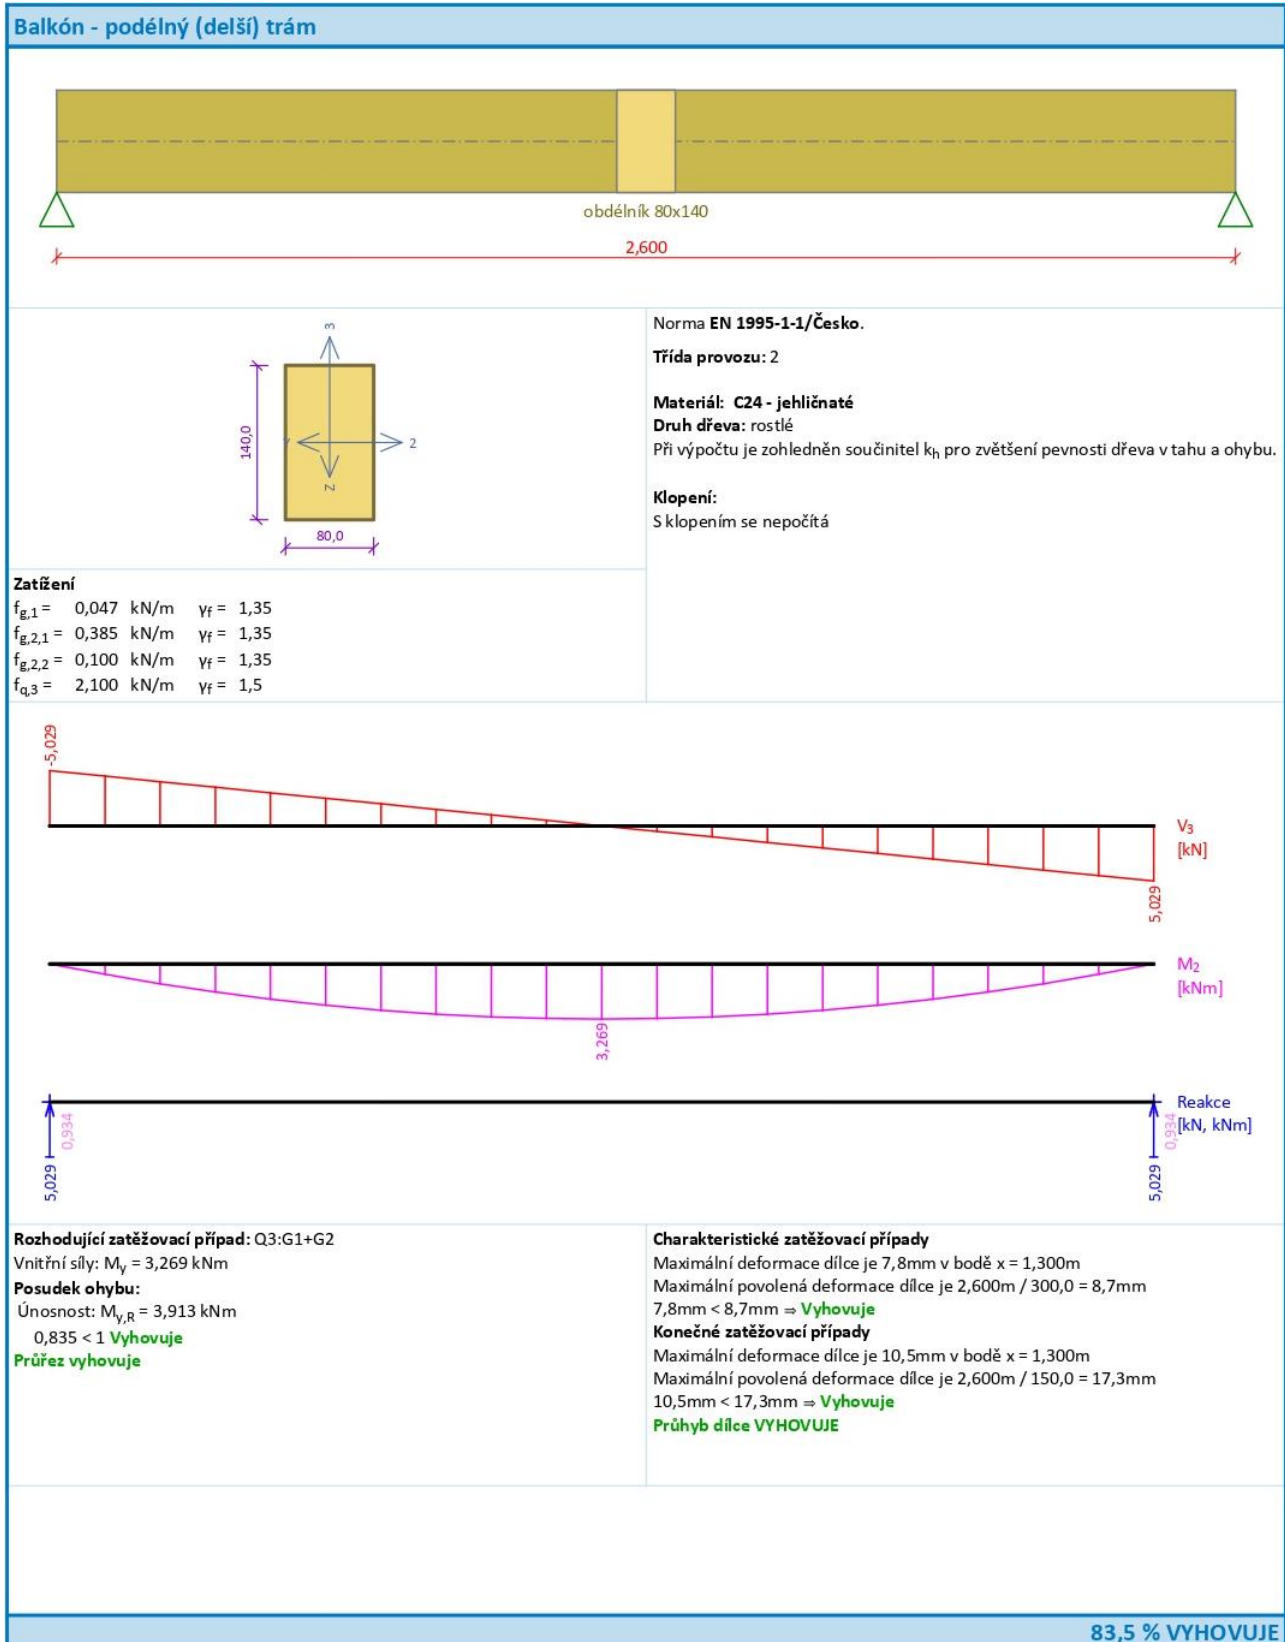 Balkón - podélný (delší) trám
obdélník 80x140
2,600
3
140,0
2
Z
80,0
Norma EN 1995-1-1/Česko.
Třída provozu: 2
Materiál: C24 - jehličnaté
Druh dřeva: rostlé
Při výpočtu je zohledněn součinitel kh pro zvětšení pevnosti dřeva v tahu a ohybu.
Klopení:
S klopením se nepočítá
Zatížení
fg,1 = 0,047 kN/m γf = 1,35
fg,2,1 = 0,385 kN/m γf = 1,35
fg,2,2 = 0,100 kN/m γf = 1,35
fq,3 = 2,100 kN/m γf = 1,5
-5,029
V3
[kN]
5,029
M2
[kNm]
3,269
Reakce
[kN, kNm]
0,934
0,934
5,029
5,029
Rozhodující zatěžovací případ: Q3:G1+G2
Vnitřní síly: My = 3,269 kNm
Posudek ohybu:
Únosnost: My,R = 3,913 kNm
0,835 < 1 Vyhovuje
Průřez vyhovuje
Charakteristické zatěžovací případy
Maximální deformace dílce je 7,8mm v bodě x = 1,300m
Maximální povolená deformace dílce je 2,600m / 300,0 = 8,7mm
7,8mm < 8,7mm ⇒ Vyhovuje
Konečné zatěžovací případy
Maximální deformace dílce je 10,5mm v bodě x = 1,300m
Maximální povolená deformace dílce je 2,600m / 150,0 = 17,3mm
10,5mm < 17,3mm ⇒ Vyhovuje
Průhyb dílce VYHOVUJE
83,5 % VYHOVUJE